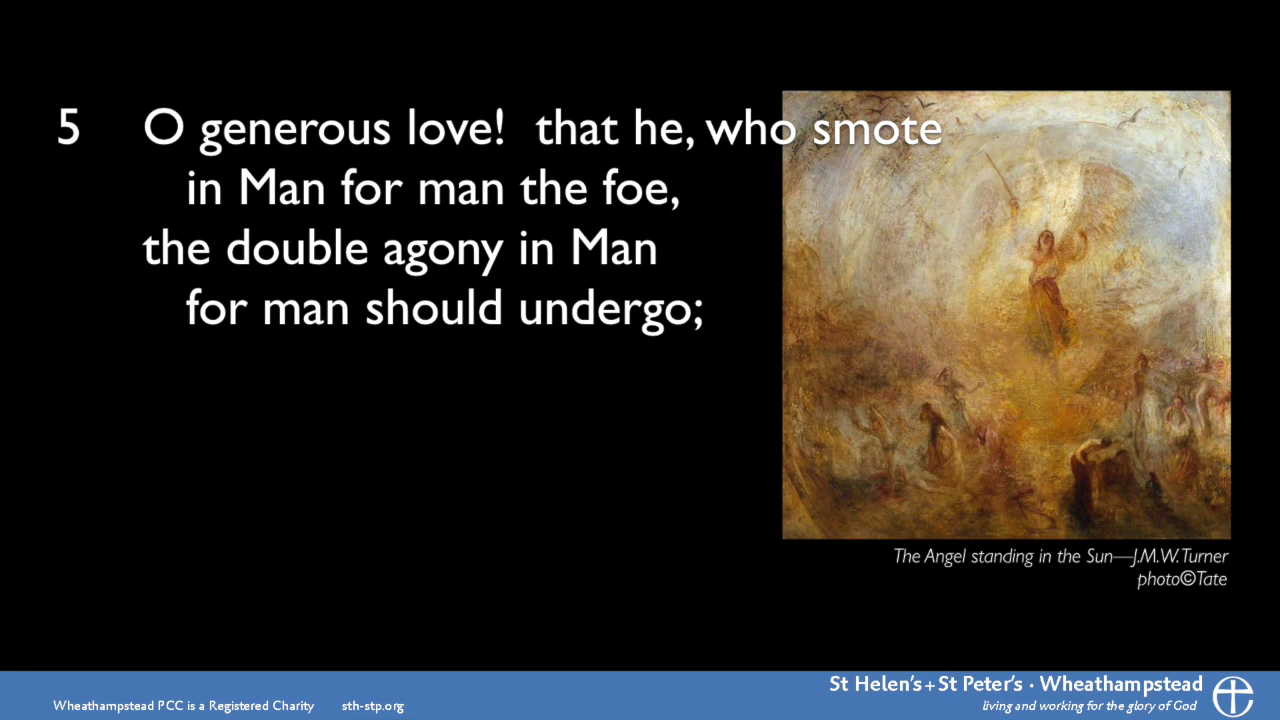 5 O generous love! that he, who smote
in Man for man the foe,
the double agony in Man
for man should undergo;
The Angel standing in the Sun—J.M.W. Turner
photo©Tate
St Helen's + St Peter's · Wheathampstead
living and working for the glory of God
Wheathampstead PCC is a Registered Charity sth-stp.org